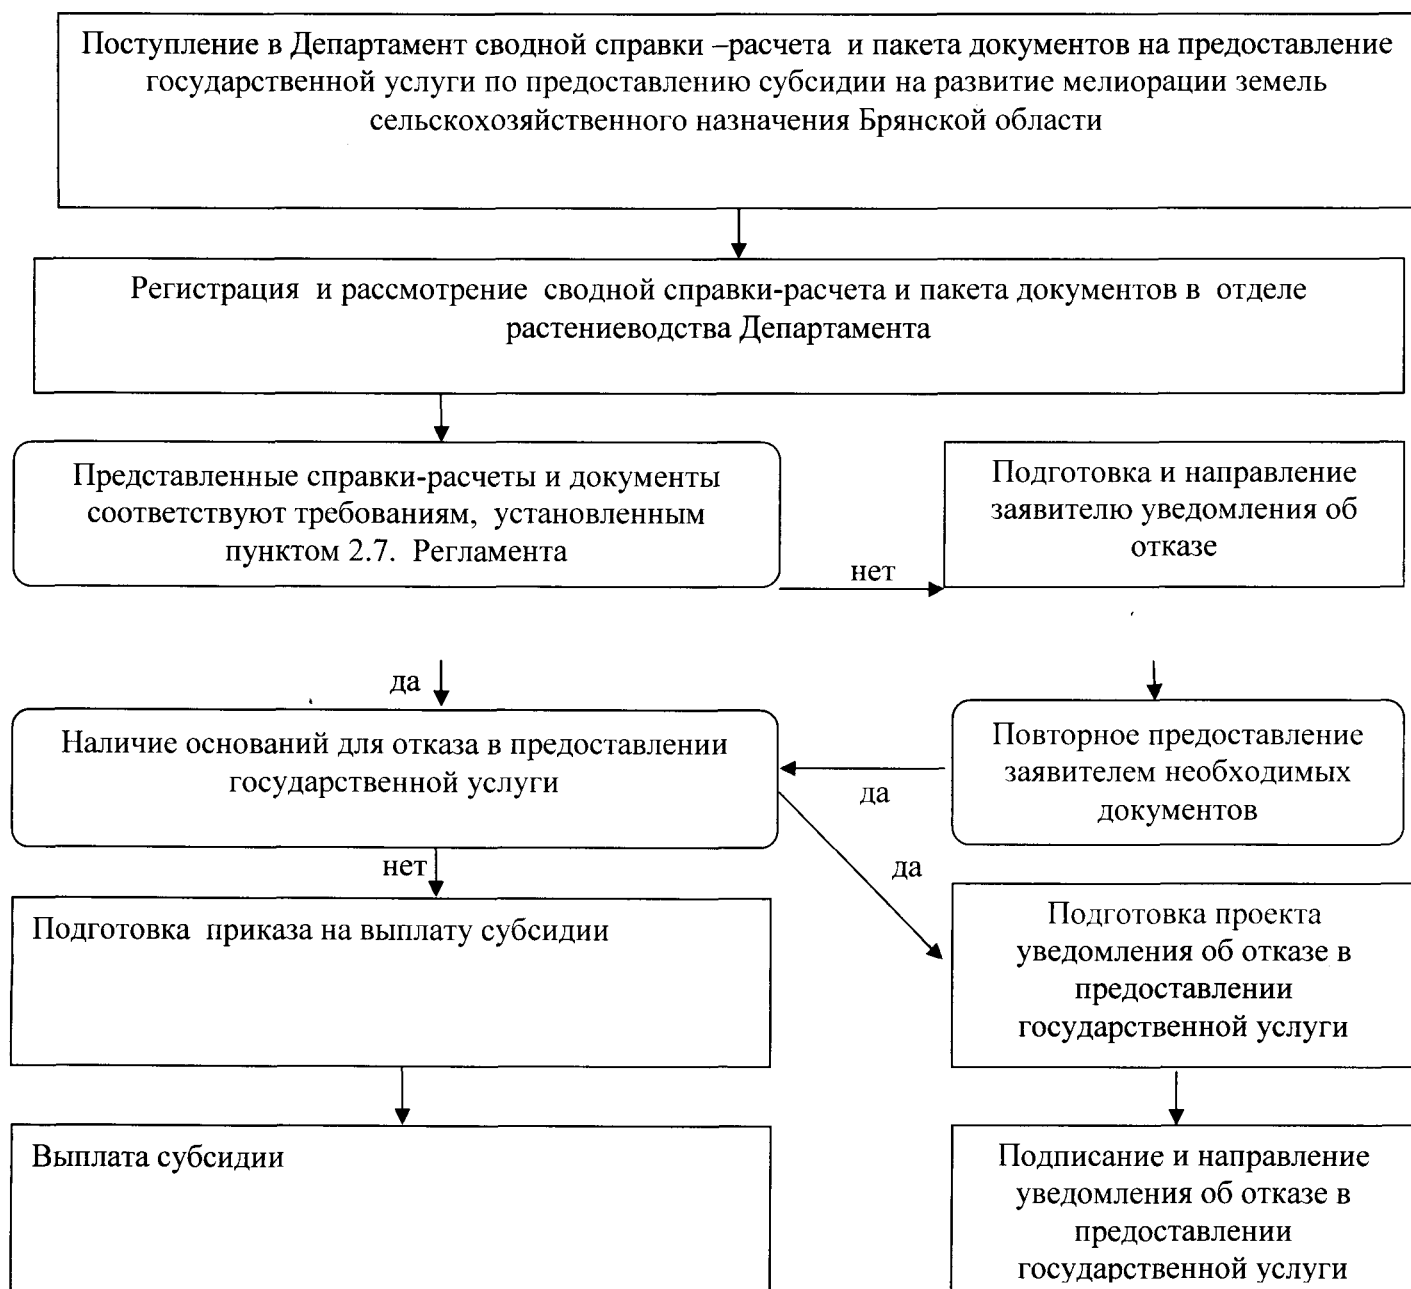 Поступление в Департамент сводной справки –расчета и пакета документов на предоставление
государственной услуги по предоставлению субсидии на развитие мелиорации земель
сельскохозяйственного назначения Брянской области
Регистрация и рассмотрение сводной справки-расчета и пакета документов в отделе
растениеводства Департамента
Представленные справки-расчеты и документы
соответствуют требованиям, установленным
пунктом 2.7. Регламента
нет
Подготовка и направление
заявителю уведомления об
отказе
да
Наличие оснований для отказа в предоставлении
государственной услуги
да
Повторное предоставление
заявителем необходимых
документов
нет
да
Подготовка приказа на выплату субсидии
Подготовка проекта
уведомления об отказе в
предоставлении
государственной услуги
Выплата субсидии
Подписание и направление
уведомления об отказе в
предоставлении
государственной услуги